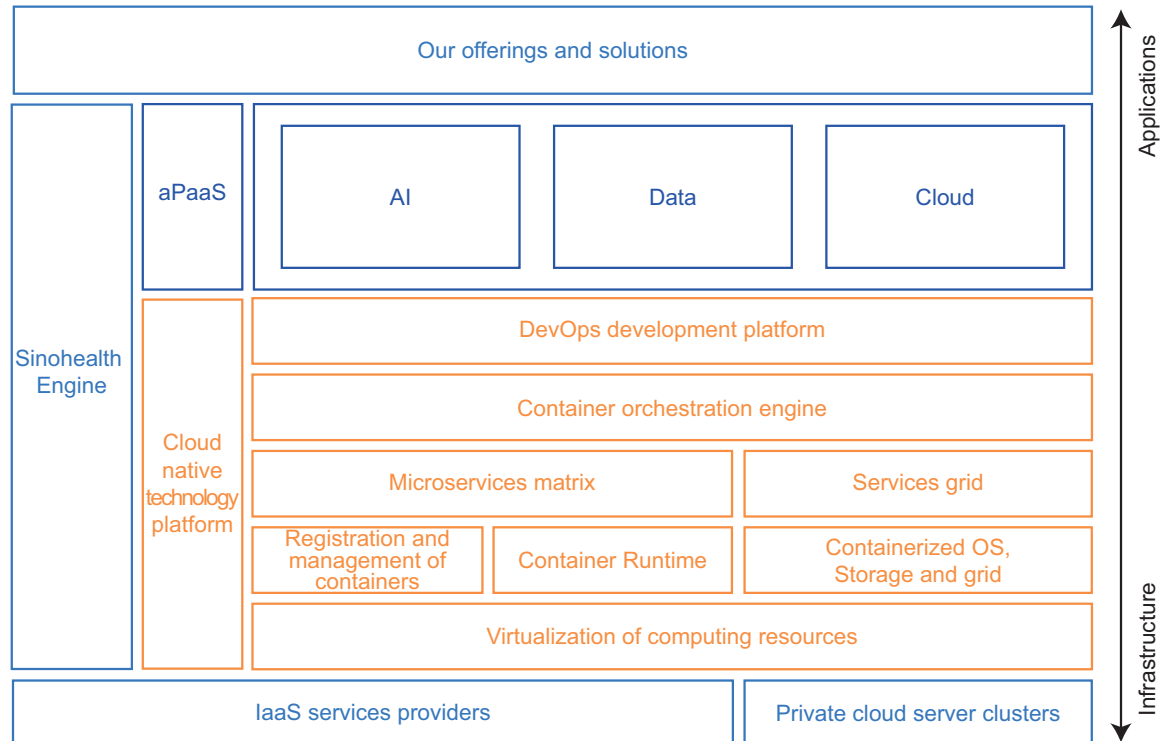 Our offerings and solutions
Applications
aPaaS
AI
Data
Cloud
Sinohealth
Engine
Cloud
native
technology
platform
DevOps development platform
Container orchestration engine
Microservices matrix
Services grid
Registration and
management of
containers
Container Runtime
Containerized OS,
Storage and grid
Virtualization of computing resources
Infrastructure
IaaS services providers
Private cloud server clusters